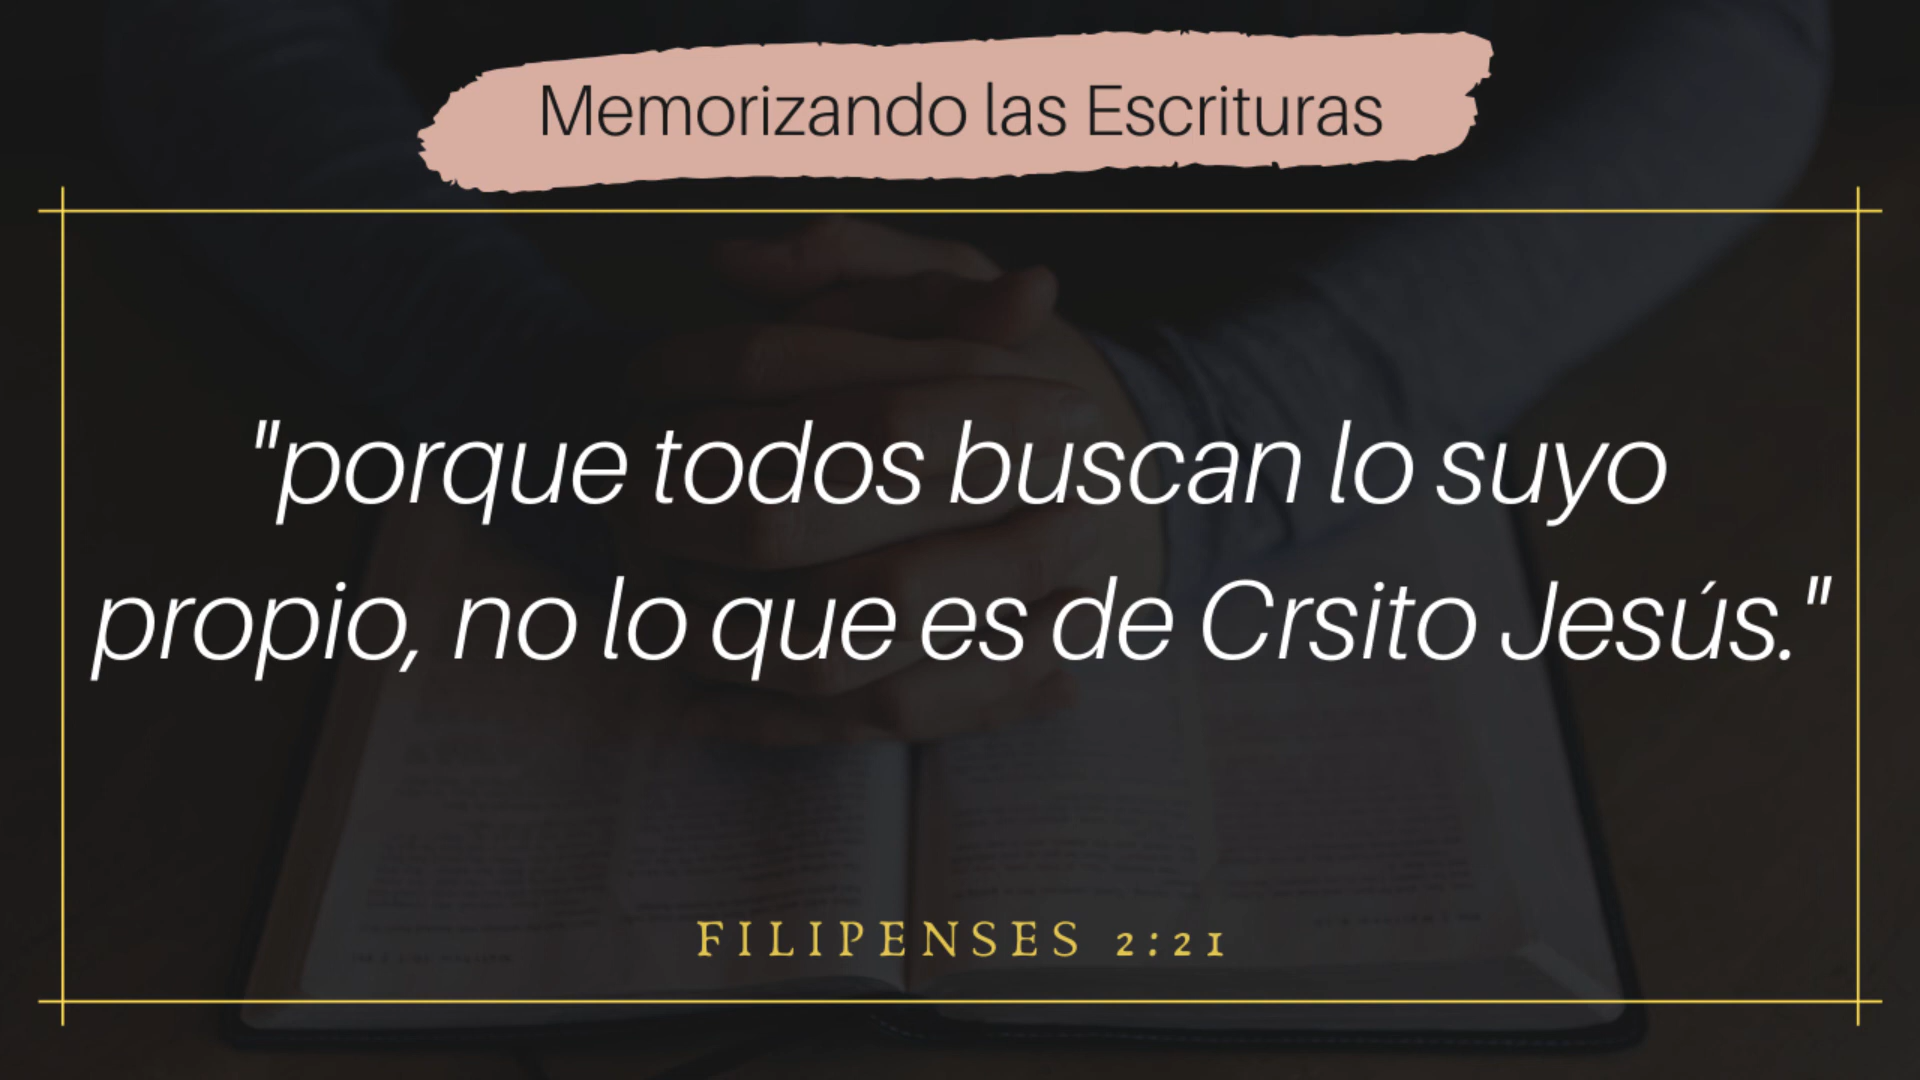 Memorizando las Escrituras
"porque todos buscan lo suyo
propio, no lo que es de Crsito Jesús."
FILIPENSES 2:21